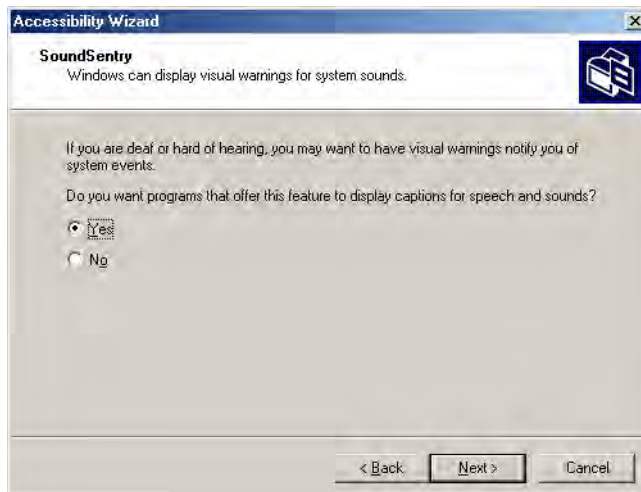 Accessibility Wizard
SoundSentry
Windows can display visual warnings for system sounds.
If you are deaf or hard of hearing, you may want to have visual warnings notify you of
system events.
Do you want programs that offer this feature to display captions for speech and sounds?
Yes
No
< Back
Next >
Cancel